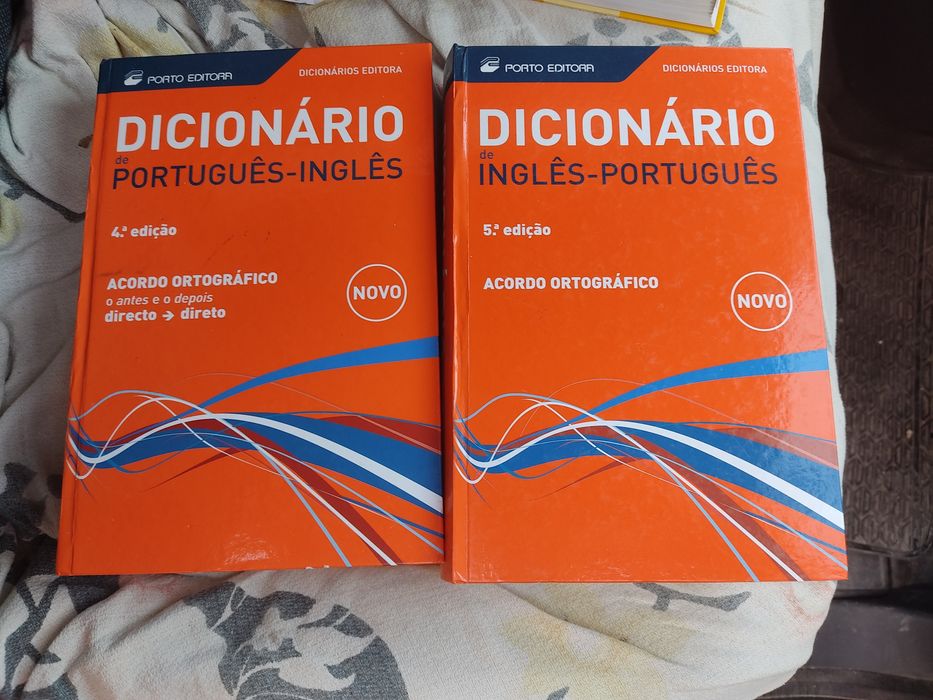 PORTO EDITORA
DICIONÁRIOS EDITORA
DICIONÁRIO
de
PORTUGUÊS-INGLÊS
4.ª edição
ACORDO ORTOGRÁFICO
o antes e o depois
directo → direto
NOVO
PORTO EDITORA
DICIONÁRIOS EDITORA
DICIONÁRIO
de
INGLÊS-PORTUGUÊS
5.ª edição
ACORDO ORTOGRÁFICO
NOVO